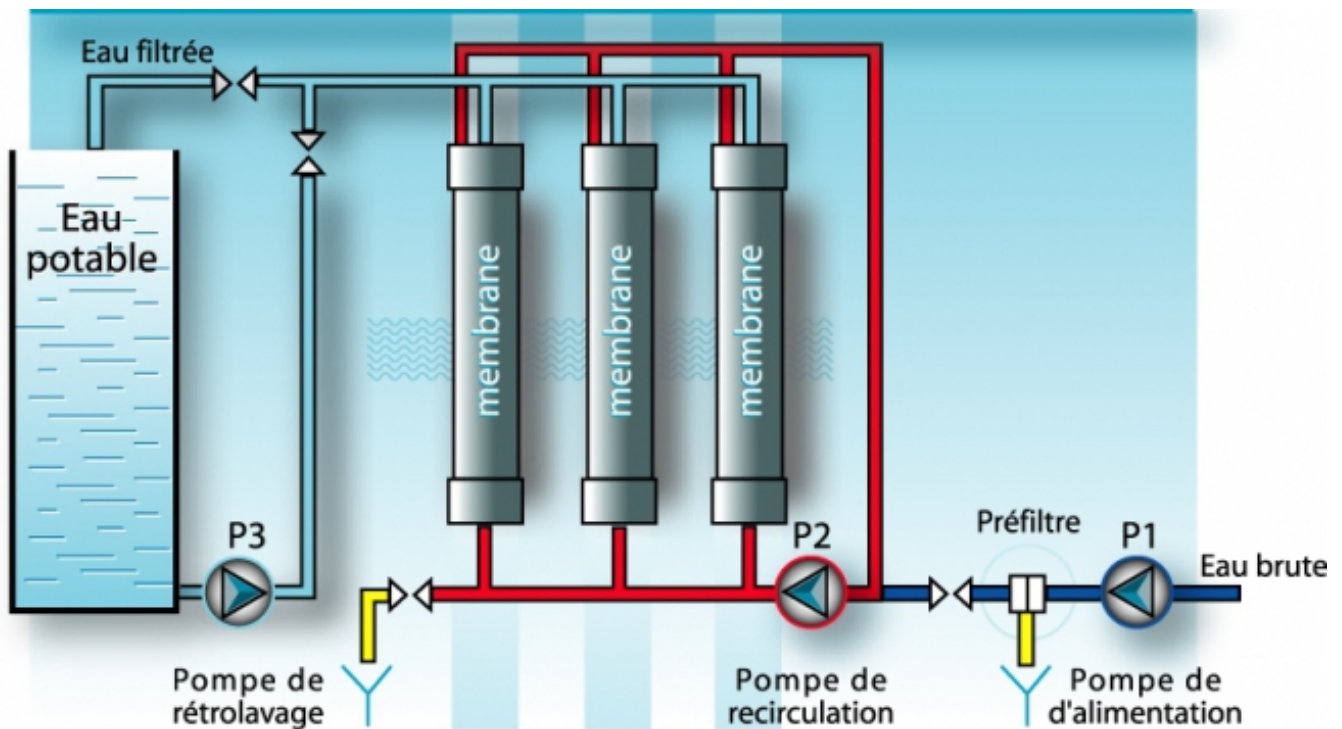 Eau filtrée
Eau
potable
membrane
membrane
membrane
P3
P2
Préfiltre
P1
Eau brute
Pompe de
rétrolavage
Pompe de
recirculation
Pompe de
d'alimentation